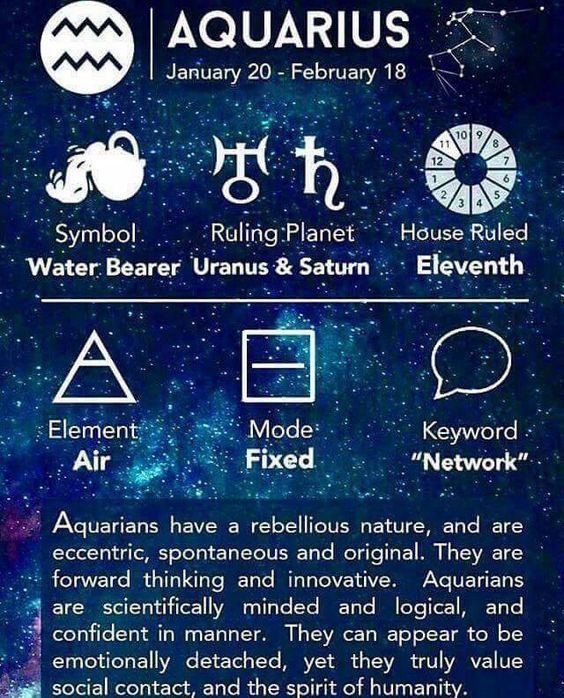 AQUARIUS
January 20 - February 18
10 9
11 8
12 7
1 6
2 5
3 4
Symbol Ruling Planet House Ruled
Water Bearer Uranus & Saturn Eleventh
Element Mode Keyword
Air Fixed "Network"
Aquarians have a rebellious nature, and are
eccentric, spontaneous and original. They are
forward thinking and innovative. Aquarians
are scientifically minded and logical, and
confident in manner. They can appear to be
emotionally detached, yet they truly value
social contact, and the spirit of humanity.